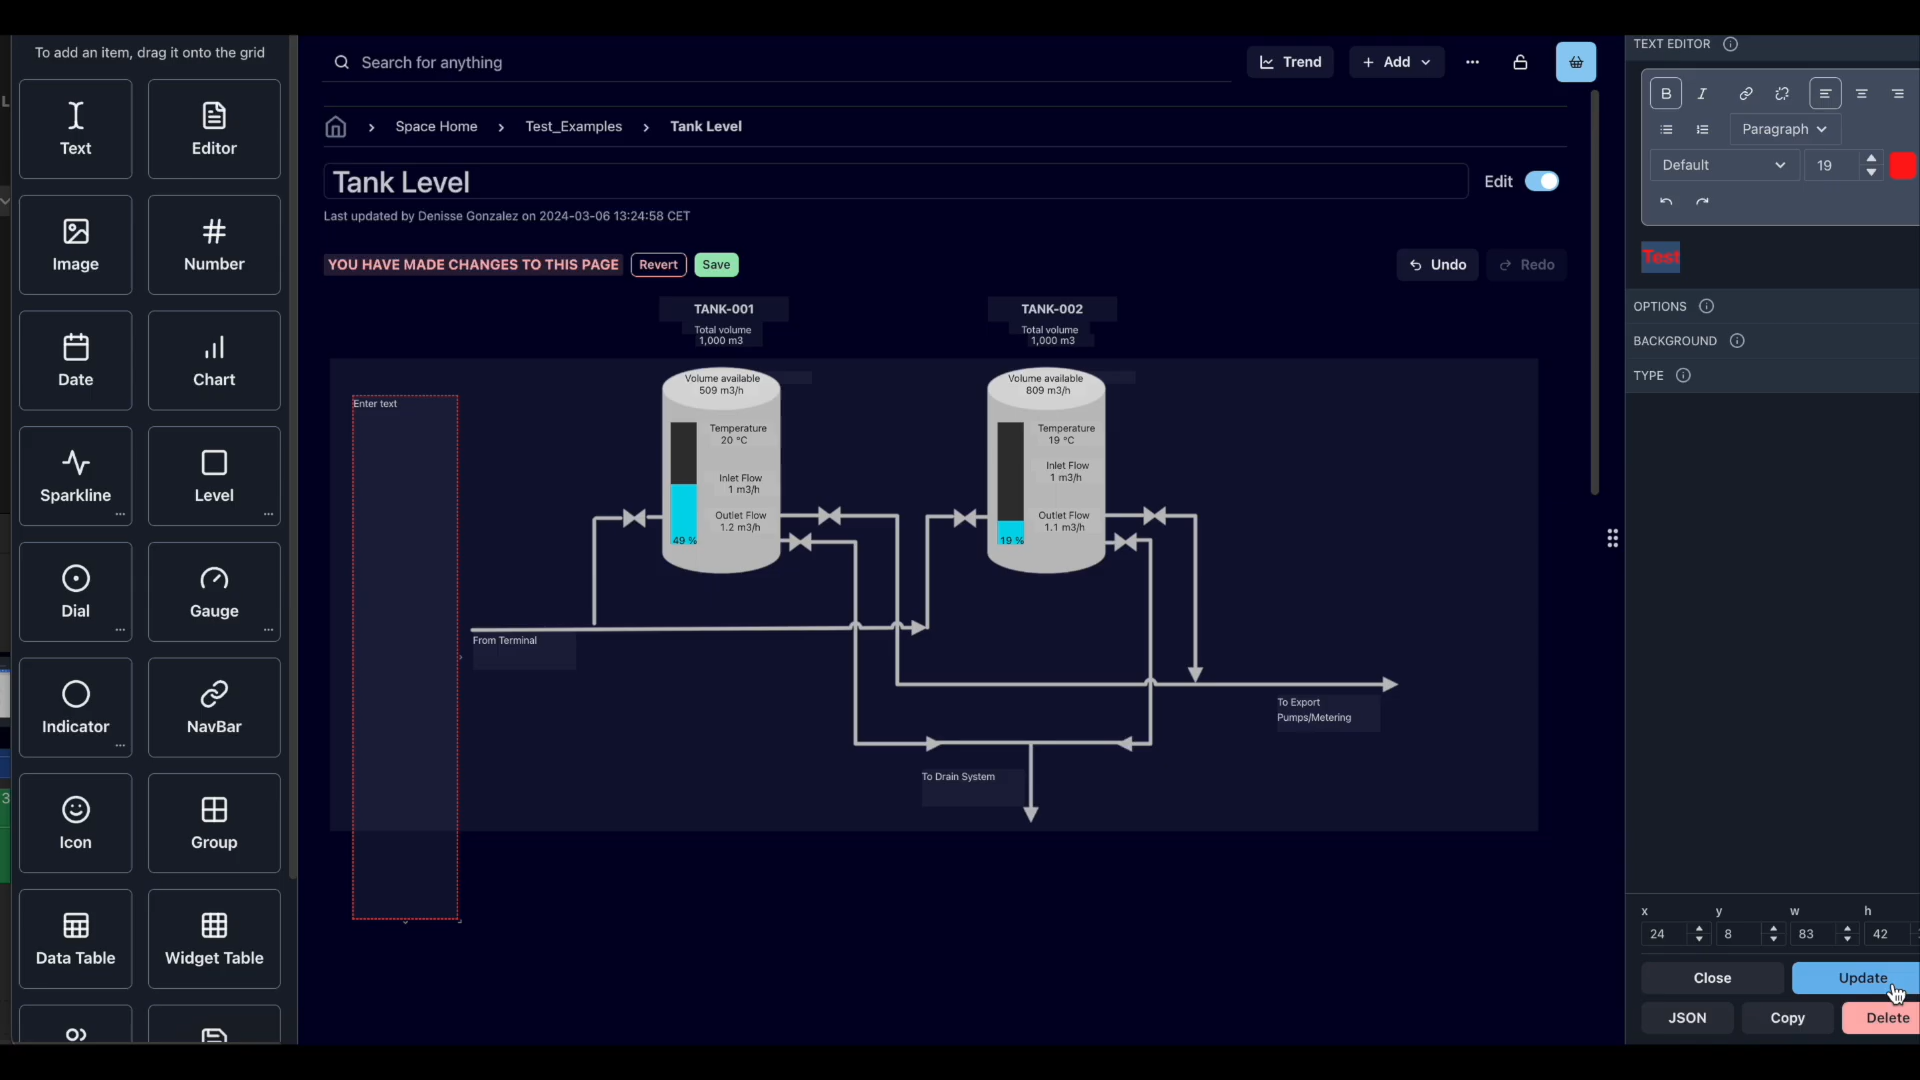 To add an item, drag it onto the grid
Text
Editor
Image
Number
Date
Chart
Sparkline
...
Level
...
Dial
...
Gauge
...
Indicator
...
NavBar
Icon
Group
Data Table
Widget Table
Search for anything
Trend
+ Add
Space Home > Test_Examples > Tank Level
Tank Level
Edit
Last updated by Denisse Gonzalez on 2024-03-06 13:24:58 CET
YOU HAVE MADE CHANGES TO THIS PAGE
Revert
Save
Undo
Redo
TANK-001
Total volume
1,000 m3
TANK-002
Total volume
1,000 m3
Enter text
Volume available
509 m3/h
Temperature
20 °C
Inlet Flow
1 m3/h
Outlet Flow
1.2 m3/h
49 %
Volume available
809 m3/h
Temperature
19 °C
Inlet Flow
1 m3/h
Outlet Flow
1.1 m3/h
19 %
From Terminal
To Export
Pumps/Metering
To Drain System
TEXT EDITOR
B I
Paragraph
Default
19
Test
OPTIONS
BACKGROUND
TYPE
x y w h
24 8 83 42
Close
Update
JSON
Copy
Delete